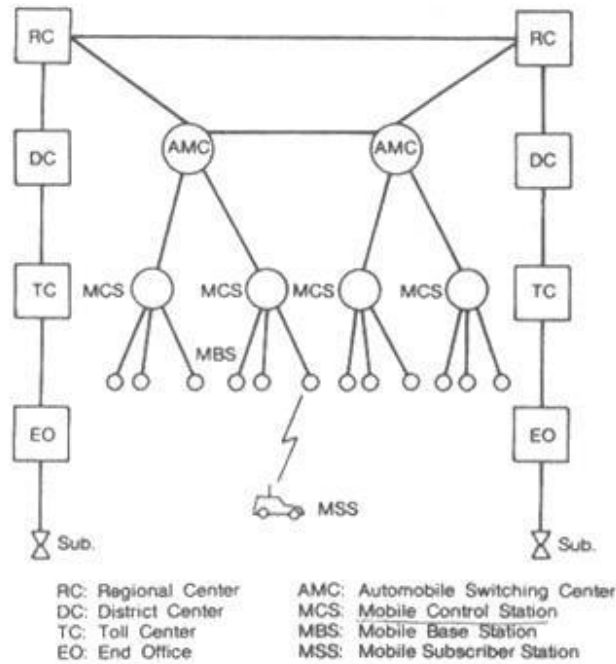 RC RC
AMC AMC
DC DC
TC MCS MCS MCS MCS TC
MBS
EO EO
MSS
Sub. Sub.
RC: Regional Center
DC: District Center
TC: Toll Center
EO: End Office
AMC: Automobile Switching Center
MCS: Mobile Control Station
MBS: Mobile Base Station
MSS: Mobile Subscriber Station